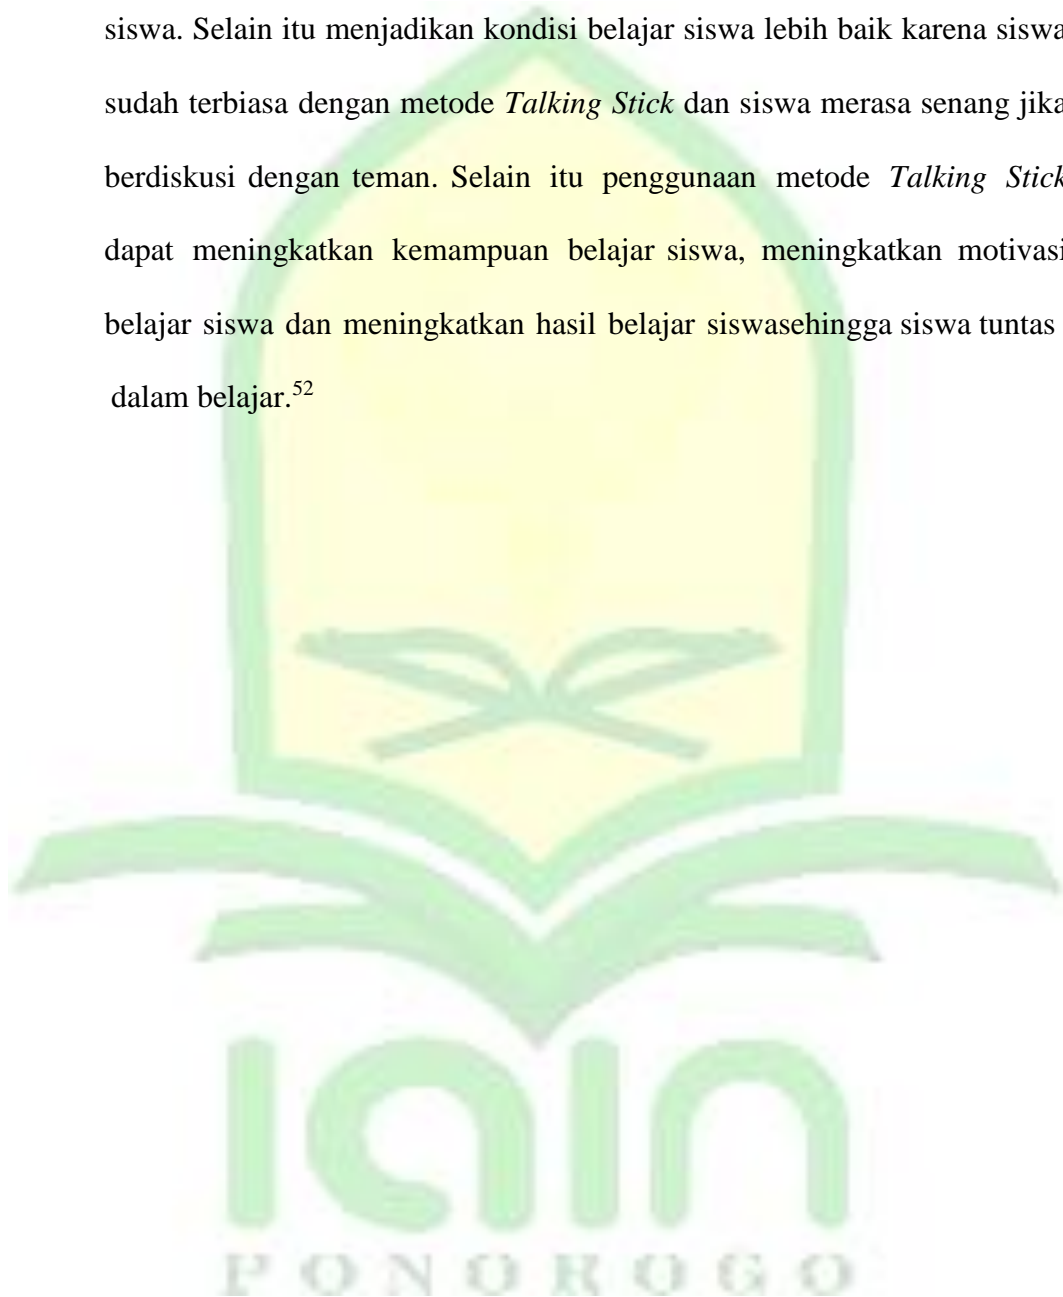 siswa. Selain itu menjadikan kondisi belajar siswa lebih baik karena siswa
sudah terbiasa dengan metode Talking Stick dan siswa merasa senang jika
berdiskusi dengan teman. Selain itu penggunaan metode Talking Stick
dapat meningkatkan kemampuan belajar siswa, meningkatkan motivasi
belajar siswa dan meningkatkan hasil belajar siswasehingga siswa tuntas
dalam belajar.52
iain
PONOROGO